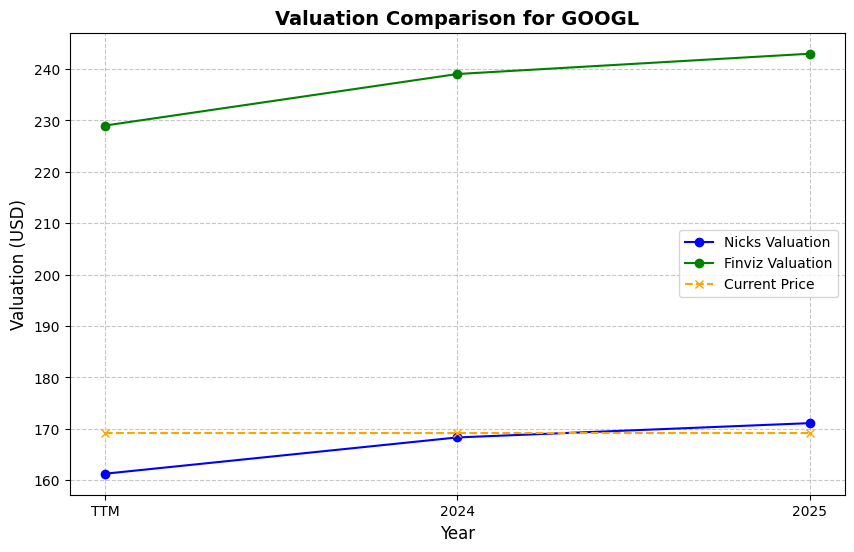 Valuation Comparison for GOOGL
Valuation (USD)
240
230
220
210
200
190
180
170
160
Nicks Valuation
Finviz Valuation
Current Price
TTM
2024
2025
Year